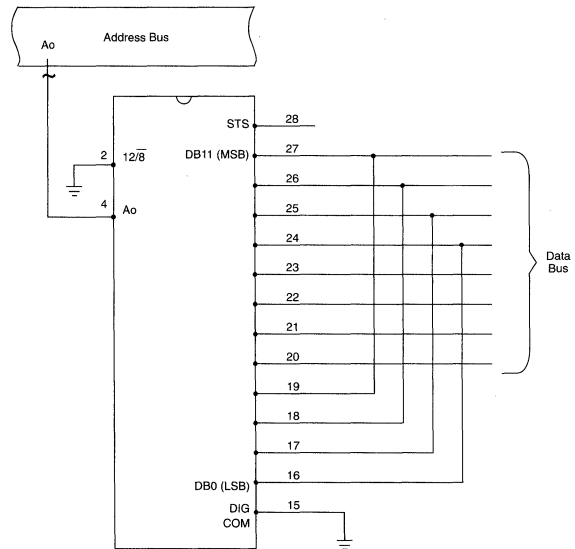 Address Bus
Ao
STS 28
2 12/8̅ DB11 (MSB) 27
26
4 Ao 25
24
Data
Bus
23
22
21
20
19
18
17
16
DB0 (LSB)
DIG 15
COM